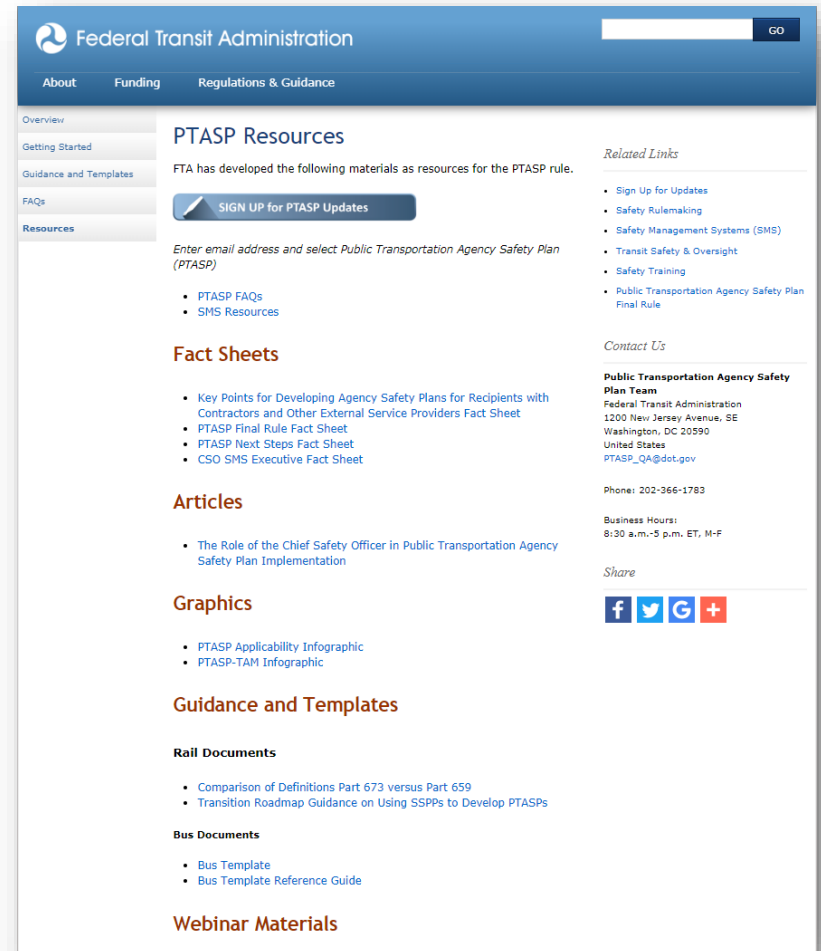 Federal Transit Administration
GO
About Funding Regulations & Guidance
Overview
Getting Started
Guidance and Templates
FAQs
Resources
PTASP Resources
FTA has developed the following materials as resources for the PTASP rule.
SIGN UP for PTASP Updates
Enter email address and select Public Transportation Agency Safety Plan
(PTASP)
PTASP FAQs
SMS Resources
Fact Sheets
Key Points for Developing Agency Safety Plans for Recipients with
Contractors and Other External Service Providers Fact Sheet
PTASP Final Rule Fact Sheet
PTASP Next Steps Fact Sheet
CSO SMS Executive Fact Sheet
Articles
The Role of the Chief Safety Officer in Public Transportation Agency
Safety Plan Implementation
Graphics
PTASP Applicability Infographic
PTASP-TAM Infographic
Guidance and Templates
Rail Documents
Comparison of Definitions Part 673 versus Part 659
Transition Roadmap Guidance on Using SSPPs to Develop PTASPs
Bus Documents
Bus Template
Bus Template Reference Guide
Webinar Materials
Related Links
Sign Up for Updates
Safety Rulemaking
Safety Management Systems (SMS)
Transit Safety & Oversight
Safety Training
Public Transportation Agency Safety Plan
Final Rule
Contact Us
Public Transportation Agency Safety
Plan Team
Federal Transit Administration
1200 New Jersey Avenue, SE
Washington, DC 20590
United States
PTASP_QA@dot.gov
Phone: 202-366-1783
Business Hours:
8:30 a.m.-5 p.m. ET, M-F
Share